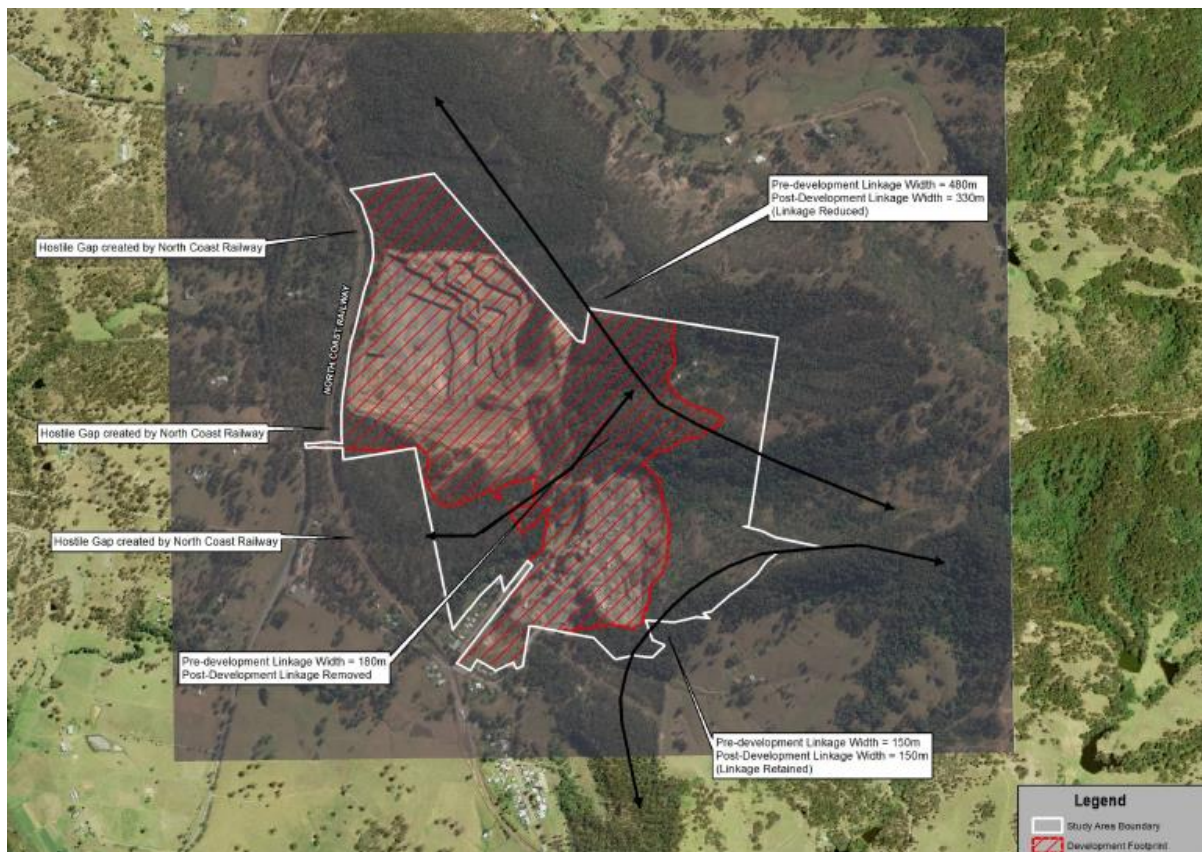 Pre-development Linkage Width = 480m
Post-Development Linkage Width = 330m
(Linkage Reduced)
Hostile Gap created by North Coast Railway
NORTH COAST RAILWAY
Hostile Gap created by North Coast Railway
Hostile Gap created by North Coast Railway
Pre-development Linkage Width = 180m
Post-Development Linkage Removed
Pre-development Linkage Width = 150m
Post-Development Linkage Width = 150m
(Linkage Retained)
Legend
Study Area Boundary
Development Footprint